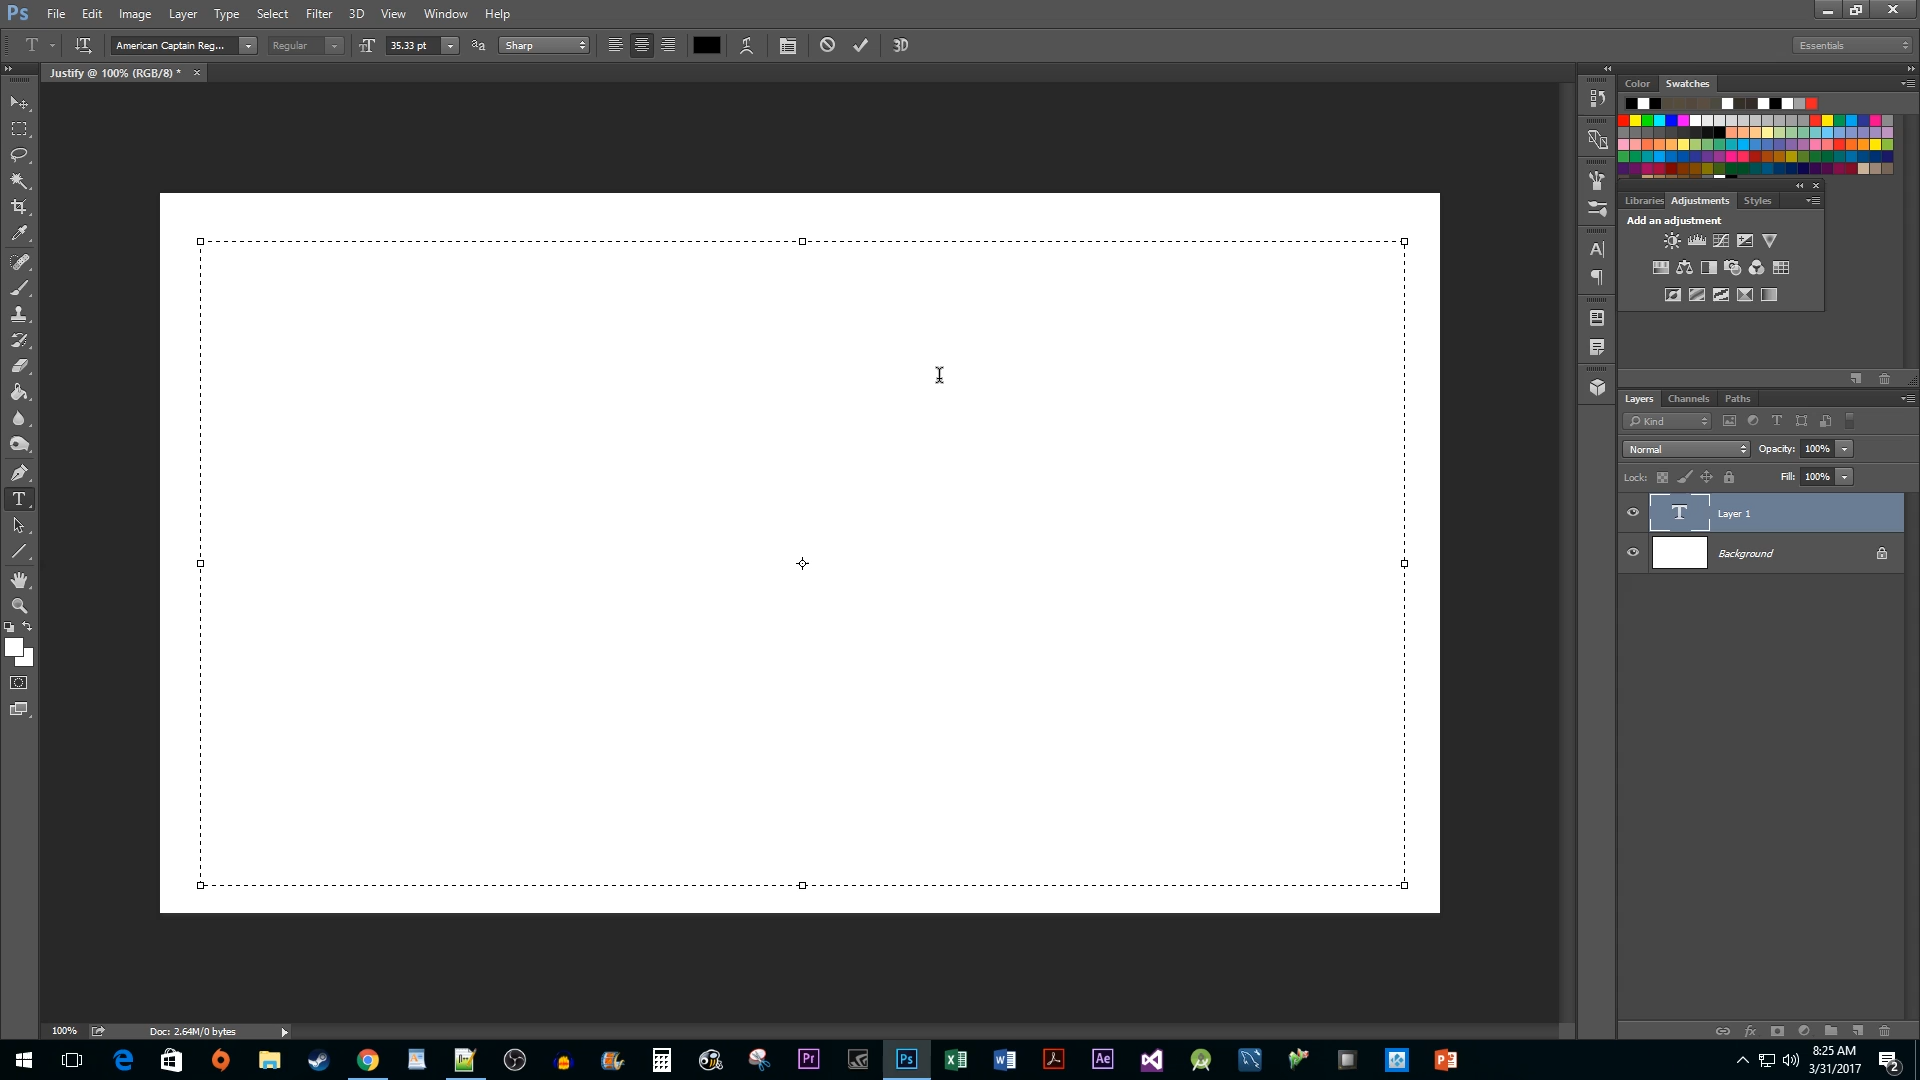 Ps File Edit Image Layer Type Select Filter 3D View Window Help
T American Captain Reg... Regular 35.33 pt Sharp 3D Essentials
Justify @ 100% (RGB/8) *
Color Swatches
Libraries Adjustments Styles
Add an adjustment
Layers Channels Paths
Kind
Normal Opacity: 100%
Lock: Fill: 100%
Layer 1
Background
100% Doc: 2.64M/0 bytes
8:25 AM
3/31/2017
2